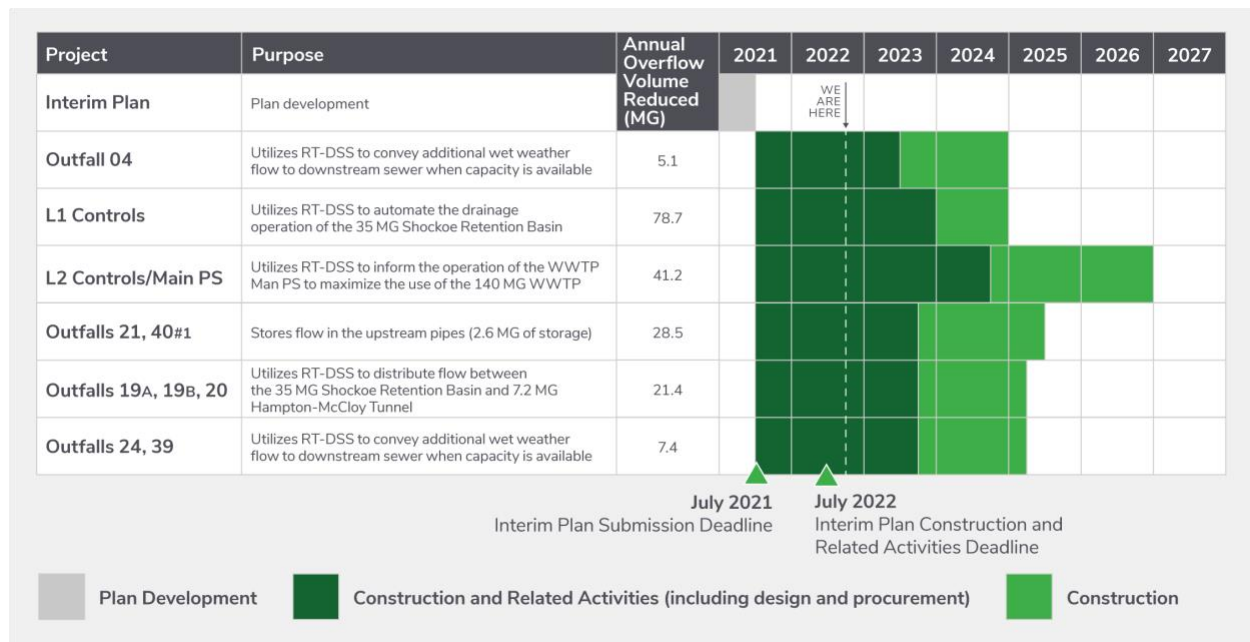 Project
Purpose
Annual
Overflow
Volume
Reduced
(MG)
2021
2022
2023
2024
2025
2026
2027
Interim Plan
Plan development
WE
ARE
HERE
Outfall 04
Utilizes RT-DSS to convey additional wet weather
flow to downstream sewer when capacity is available
5.1
L1 Controls
Utilizes RT-DSS to automate the drainage
operation of the 35 MG Shockoe Retention Basin
78.7
L2 Controls/Main PS
Utilizes RT-DSS to inform the operation of the WWTP
Man PS to maximize the use of the 140 MG WWTP
41.2
Outfalls 21, 40#1
Stores flow in the upstream pipes (2.6 MG of storage)
28.5
Outfalls 19A, 19B, 20
Utilizes RT-DSS to distribute flow between
the 35 MG Shockoe Retention Basin and 7.2 MG
Hampton-McCloy Tunnel
21.4
Outfalls 24, 39
Utilizes RT-DSS to convey additional wet weather
flow to downstream sewer when capacity is available
7.4
July 2021
Interim Plan Submission Deadline
July 2022
Interim Plan Construction and
Related Activities Deadline
Plan Development
Construction and Related Activities (including design and procurement)
Construction